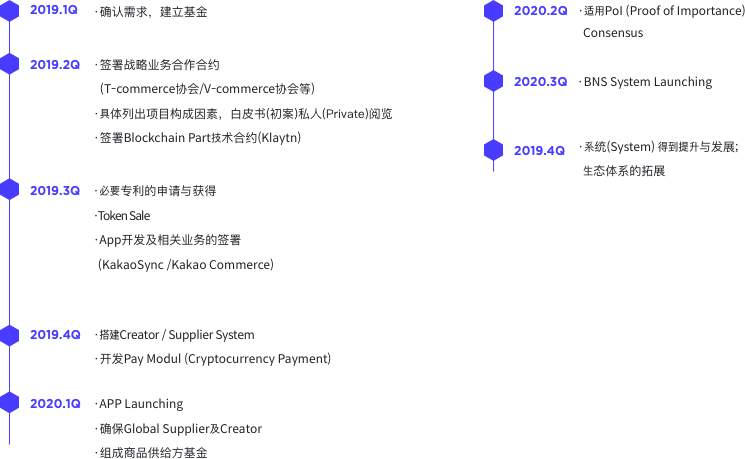 2019.1Q
·确认需求，建立基金
2019.2Q
·签署战略业务合作合约
(T-commerce协会/V-commerce协会等)
·具体列出项目构成因素，白皮书(初案)私人(Private)阅览
·签署Blockchain Part技术合约(Klaytn)
2019.3Q
·必要专利的申请与获得
·Token Sale
·App开发及相关业务的签署
(KakaoSync /Kakao Commerce)
2019.4Q
·搭建Creator / Supplier System
·开发Pay Modul (Cryptocurrency Payment)
2020.1Q
·APP Launching
·确保Global Supplier及Creator
·组成商品供给方基金
2020.2Q
·适用PoI (Proof of Importance)
Consensus
2020.3Q
·BNS System Launching
2019.4Q
·系统(System) 得到提升与发展;
生态体系的拓展